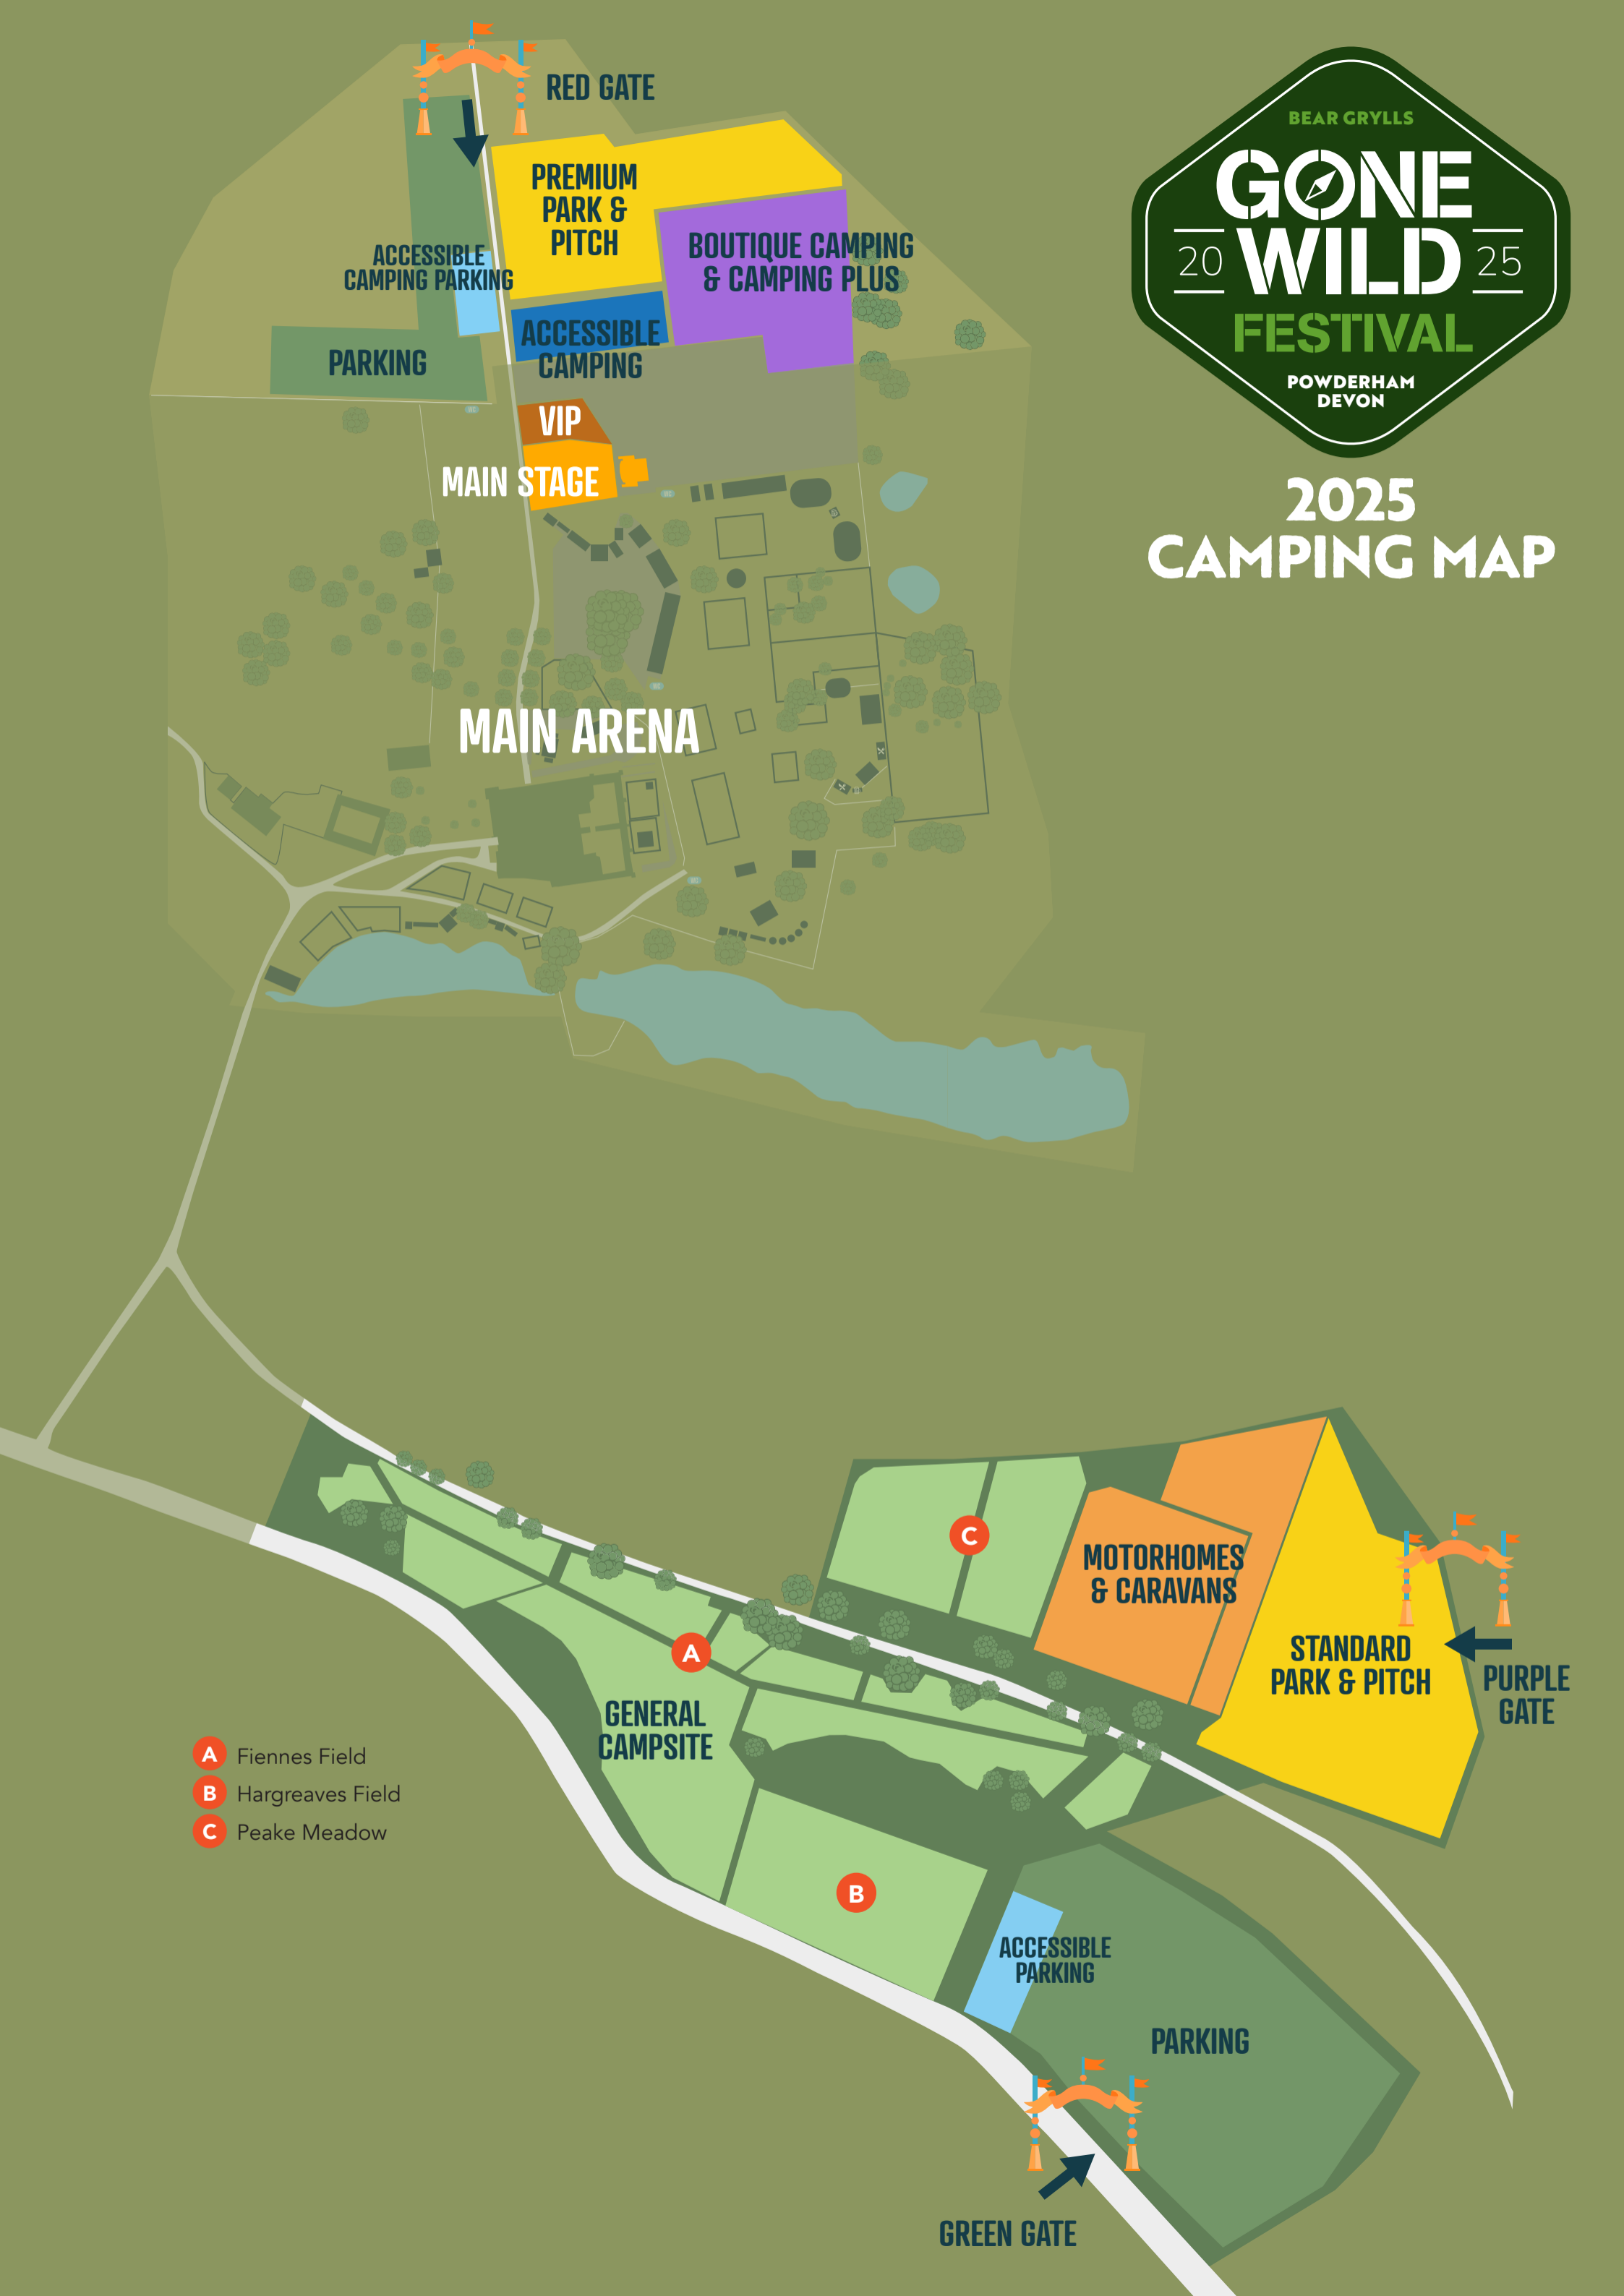 BEAR GRYLLS
GONE
20 WILD 25
FESTIVAL
POWDERHAM
DEVON
2025
CAMPING MAP
RED GATE
PREMIUM
PARK &
PITCH
BOUTIQUE CAMPING
& CAMPING PLUS
ACCESSIBLE
CAMPING PARKING
ACCESSIBLE
CAMPING
PARKING
VIP
MAIN STAGE
MAIN ARENA
C
MOTORHOMES
& CARAVANS
STANDARD
PARK & PITCH
PURPLE
GATE
A
GENERAL
CAMPSITE
A Fiennes Field
B Hargreaves Field
C Peake Meadow
B
ACCESSIBLE
PARKING
PARKING
GREEN GATE